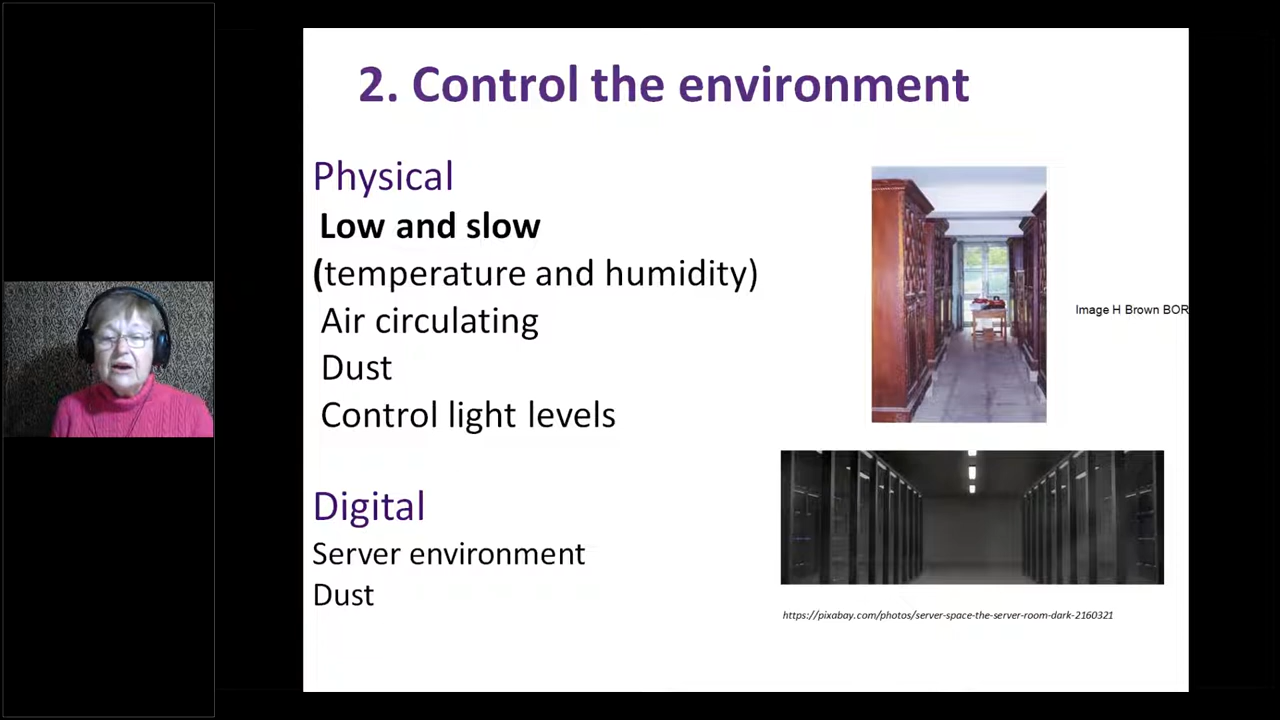 2. Control the environment
Physical
Low and slow
(temperature and humidity)
Air circulating
Dust
Control light levels
Image H Brown BOR
Digital
Server environment
Dust
https://pixabay.com/photos/server-space-the-server-room-dark-2160321